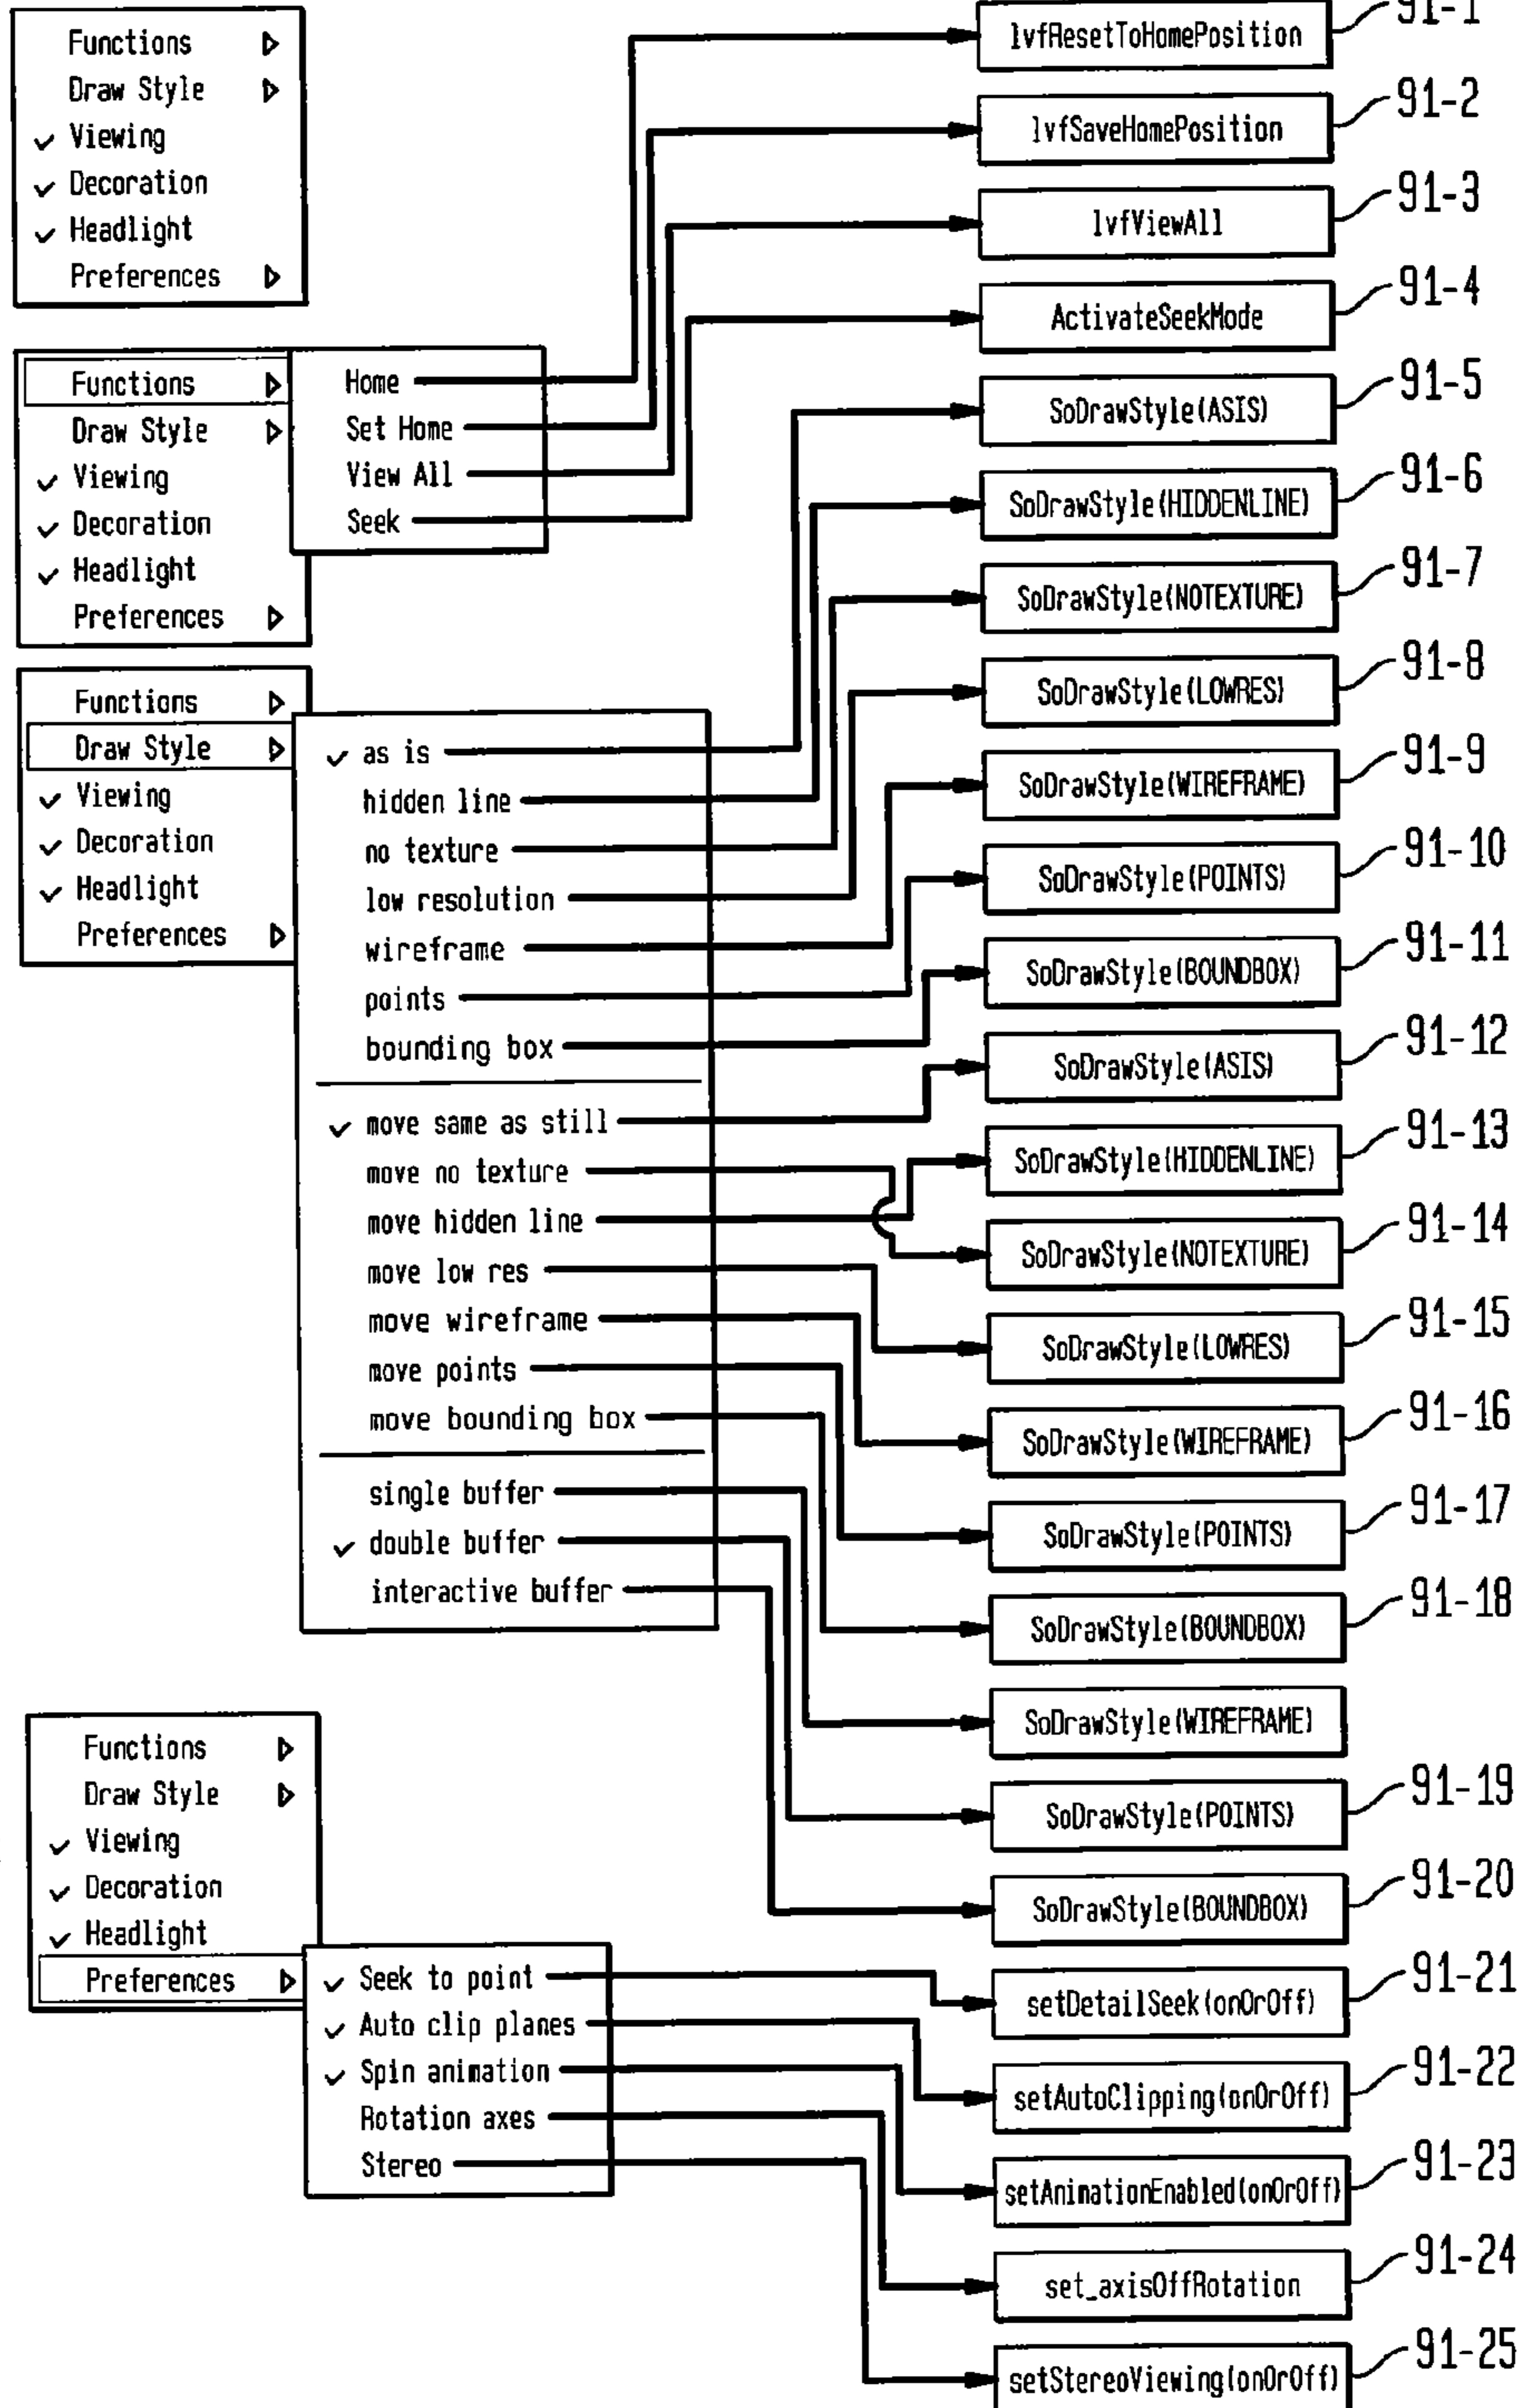 Functions
Draw Style
✓ Viewing
✓ Decoration
✓ Headlight
Preferences
Functions
Draw Style
✓ Viewing
✓ Decoration
✓ Headlight
Preferences
Home
Set Home
View All
Seek
Functions
Draw Style
✓ Viewing
✓ Decoration
✓ Headlight
Preferences
✓ as is
hidden line
no texture
low resolution
wireframe
points
bounding box
✓ move same as still
move no texture
move hidden line
move low res
move wireframe
move points
move bounding box
single buffer
✓ double buffer
interactive buffer
Functions
Draw Style
✓ Viewing
✓ Decoration
✓ Headlight
Preferences
✓ Seek to point
✓ Auto clip planes
✓ Spin animation
Rotation axes
Stereo
lvfResetToHomePosition 91-1
lvfSaveHomePosition 91-2
lvfViewAll 91-3
ActivateSeekMode 91-4
SoDrawStyle(ASIS) 91-5
SoDrawStyle(HIDDENLINE) 91-6
SoDrawStyle(NOTEXTURE) 91-7
SoDrawStyle(LOWRES) 91-8
SoDrawStyle(WIREFRAME) 91-9
SoDrawStyle(POINTS) 91-10
SoDrawStyle(BOUNDBOX) 91-11
SoDrawStyle(ASIS) 91-12
SoDrawStyle(HIDDENLINE) 91-13
SoDrawStyle(NOTEXTURE) 91-14
SoDrawStyle(LOWRES) 91-15
SoDrawStyle(WIREFRAME) 91-16
SoDrawStyle(POINTS) 91-17
SoDrawStyle(BOUNDBOX) 91-18
SoDrawStyle(WIREFRAME)
SoDrawStyle(POINTS) 91-19
SoDrawStyle(BOUNDBOX) 91-20
setDetailSeek(onOrOff) 91-21
setAutoClipping(onOrOff) 91-22
setAnimationEnabled(onOrOff) 91-23
set_axisOffRotation 91-24
setStereoViewing(onOrOff) 91-25